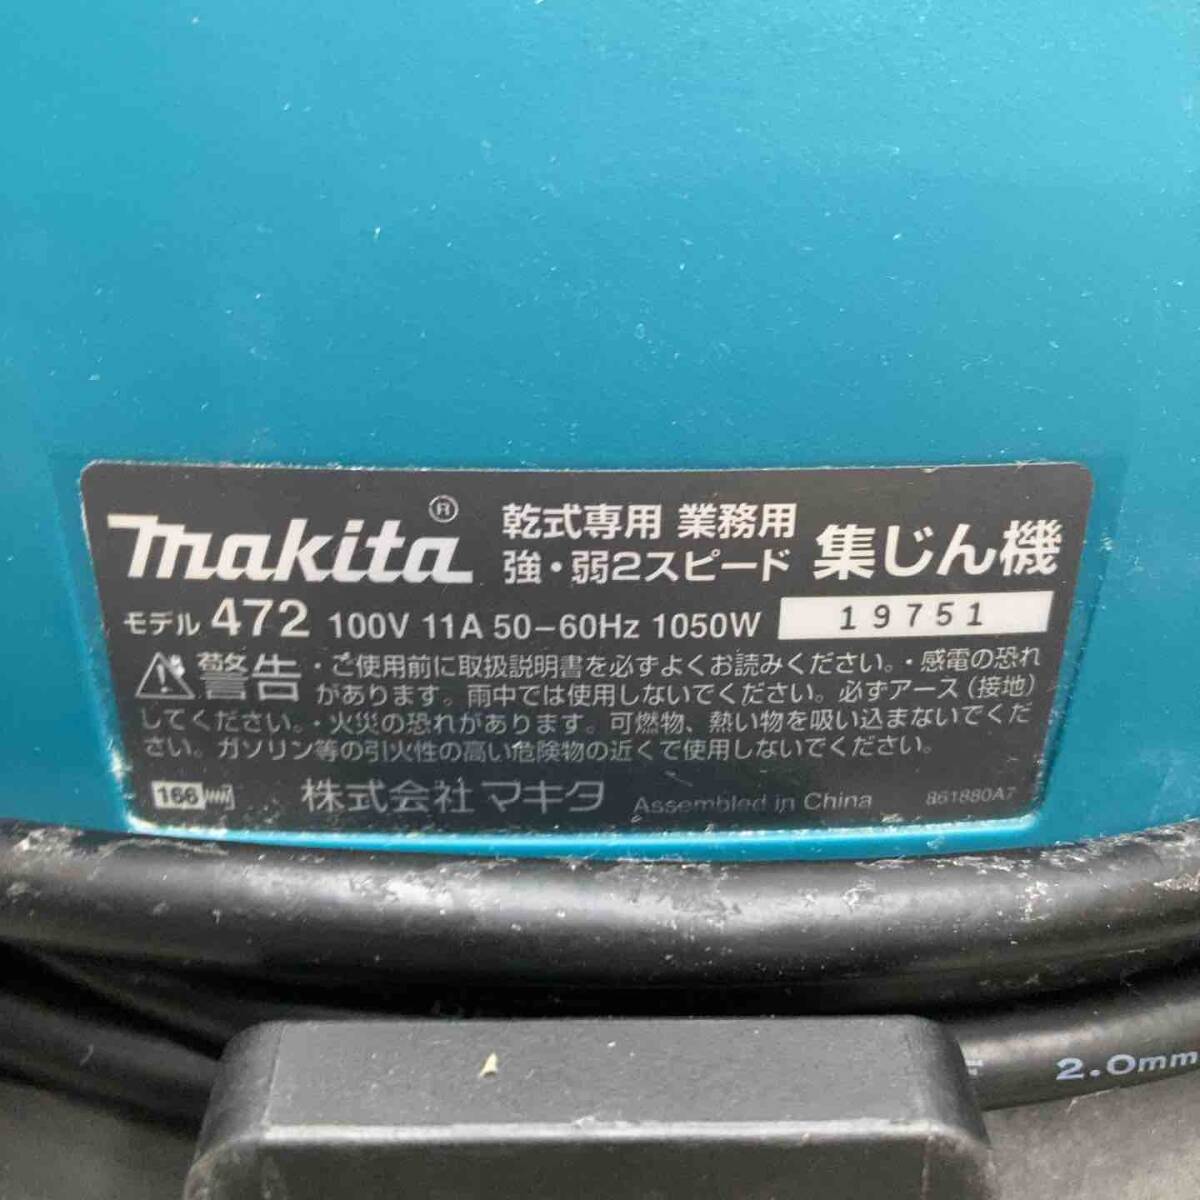 makita® 乾式専用 業務用 集じん機
強・弱2スピード
モデル 472 100V 11A 50-60Hz 1050W 19751
警告 ・ご使用前に取扱説明書を必ずよくお読みください。・感電の恐れ
があります。雨中では使用しないでください。必ずアース(接地)
してください。・火災の恐れがあります。可燃物、熱い物を吸い込まないでくだ
さい。ガソリン等の引火性の高い危険物の近くで使用しないでください。
166 株式会社マキタ Assembled in China 861880A7
2.0mm